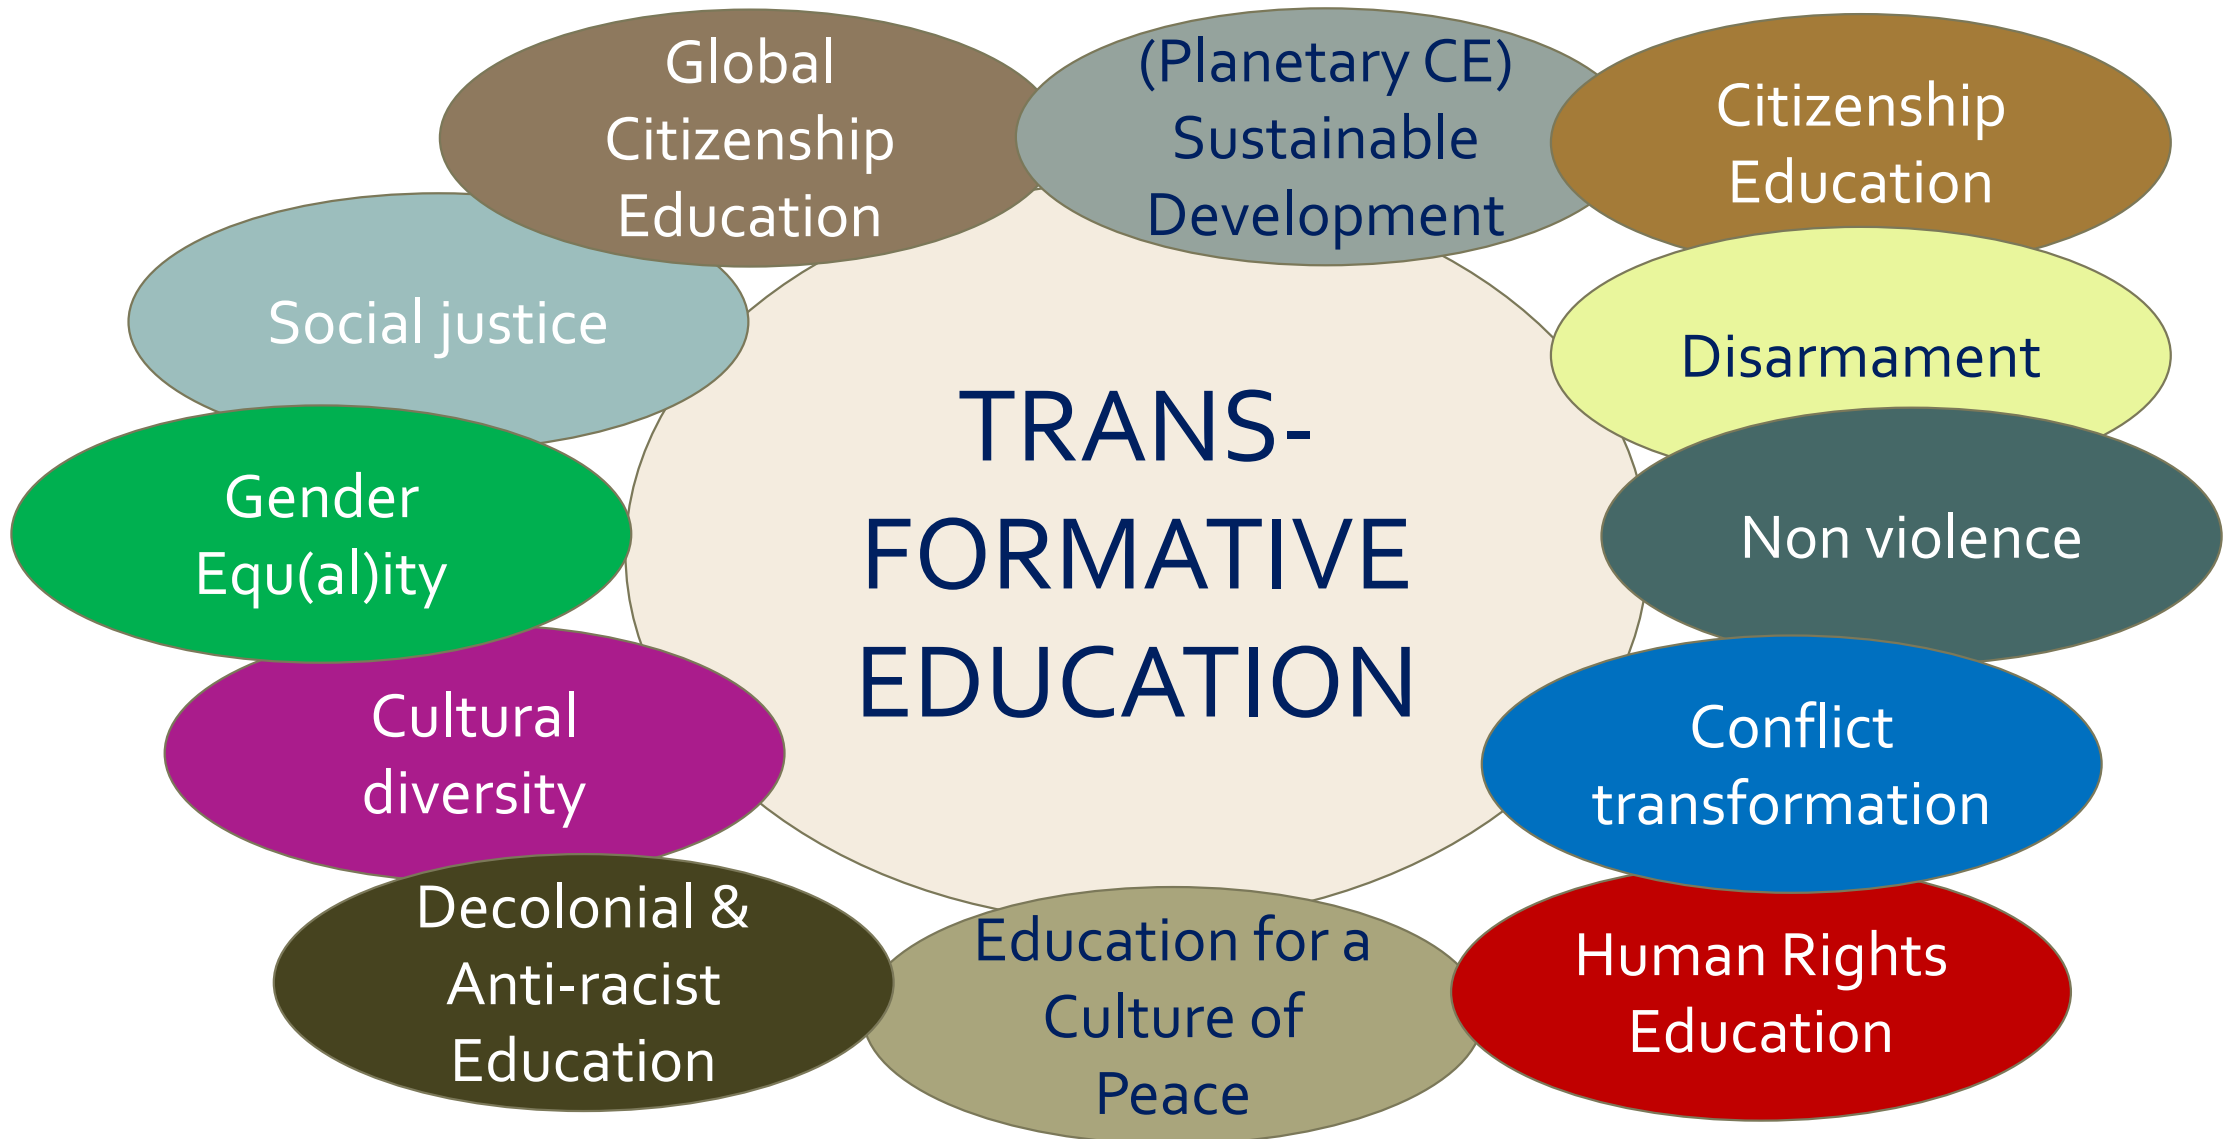 Global
Citizenship
Education
(Planetary CE)
Sustainable
Development
Citizenship
Education
Social justice
Disarmament
TRANS-
FORMATIVE
EDUCATION
Gender
Equ(al)ity
Non violence
Cultural
diversity
Conflict
transformation
Decolonial &
Anti-racist
Education
Education for a
Culture of
Peace
Human Rights
Education